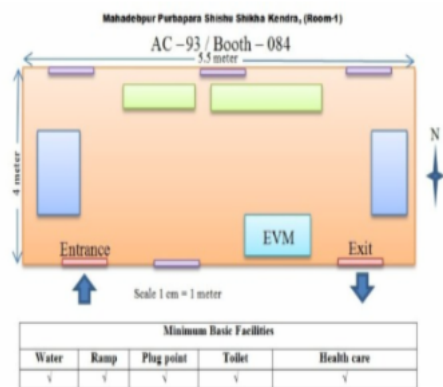 Mahadebpur Purbapara Shishu Shikha Kendra, (Room-1)
AC –93 / Booth – 084
5.5 meter
N
4 meter
EVM
Entrance
Exit
Scale 1 cm = 1 meter
Minimum Basic Facilities
Water Ramp Plug point Toilet Health care
√ √ √ √ √